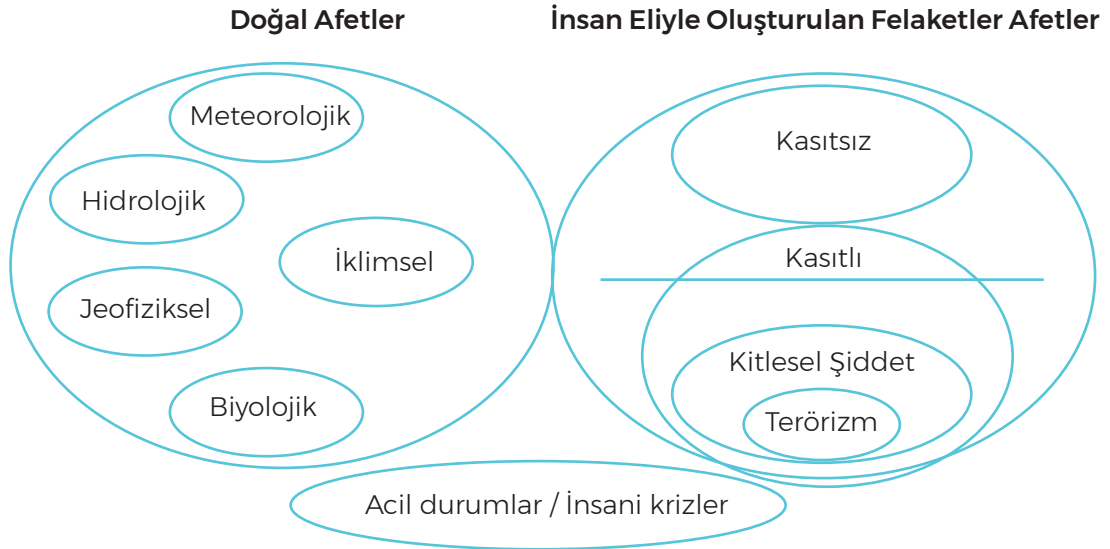 Doğal Afetler
İnsan Eliyle Oluşturulan Felaketler Afetler
Meteorolojik
Hidrolojik
İklimsel
Jeofiziksel
Biyolojik
Kasıtsız
Kasıtlı
Kitlesel Şiddet
Terörizm
Acil durumlar / İnsani krizler